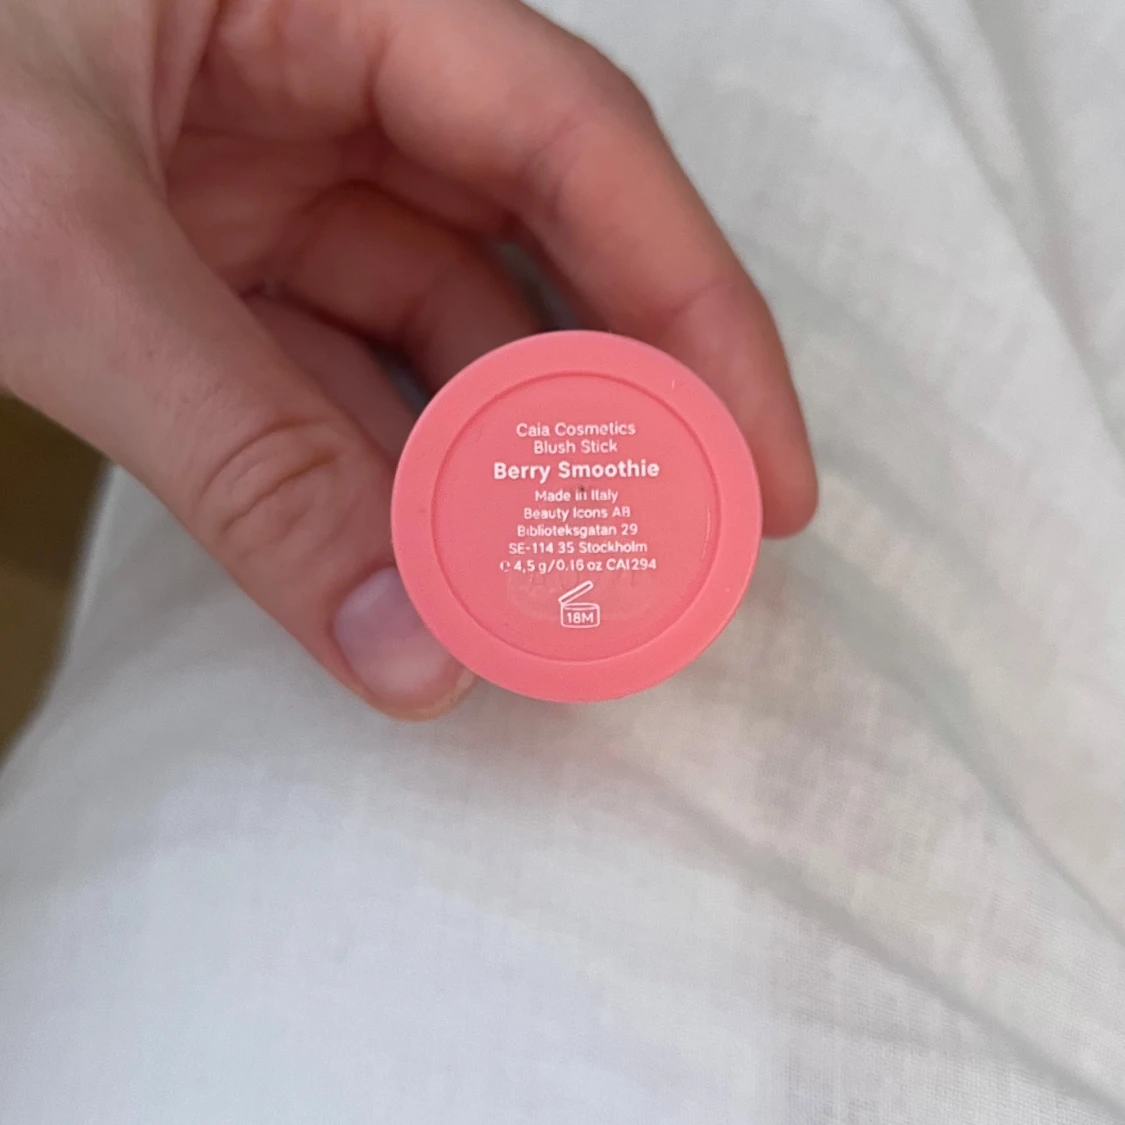 Caia Cosmetics
Blush Stick
Berry Smoothie
Made in Italy
Beauty Icons AB
Biblioteksgatan 29
SE-114 35 Stockholm
℮ 4,5 g/0.16 oz CAI294
18M